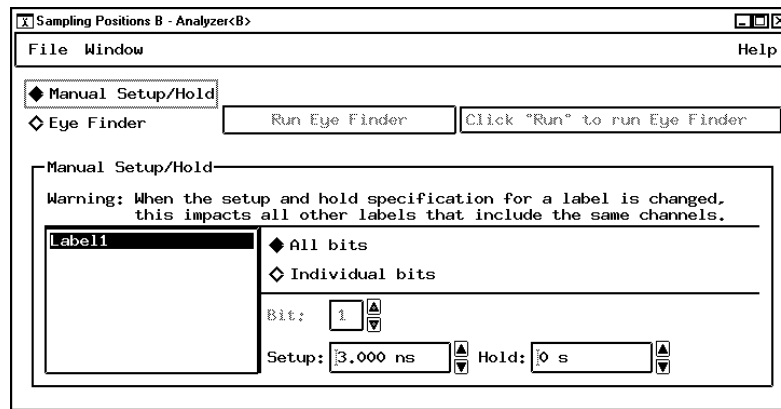 Sampling Positions B - Analyzer<B>
File Window Help
Manual Setup/Hold
Eye Finder Run Eye Finder Click "Run" to run Eye Finder
Manual Setup/Hold
Warning: When the setup and hold specification for a label is changed,
this impacts all other labels that include the same channels.
Label1
All bits
Individual bits
Bit: 1
Setup: 3.000 ns Hold: 0 s